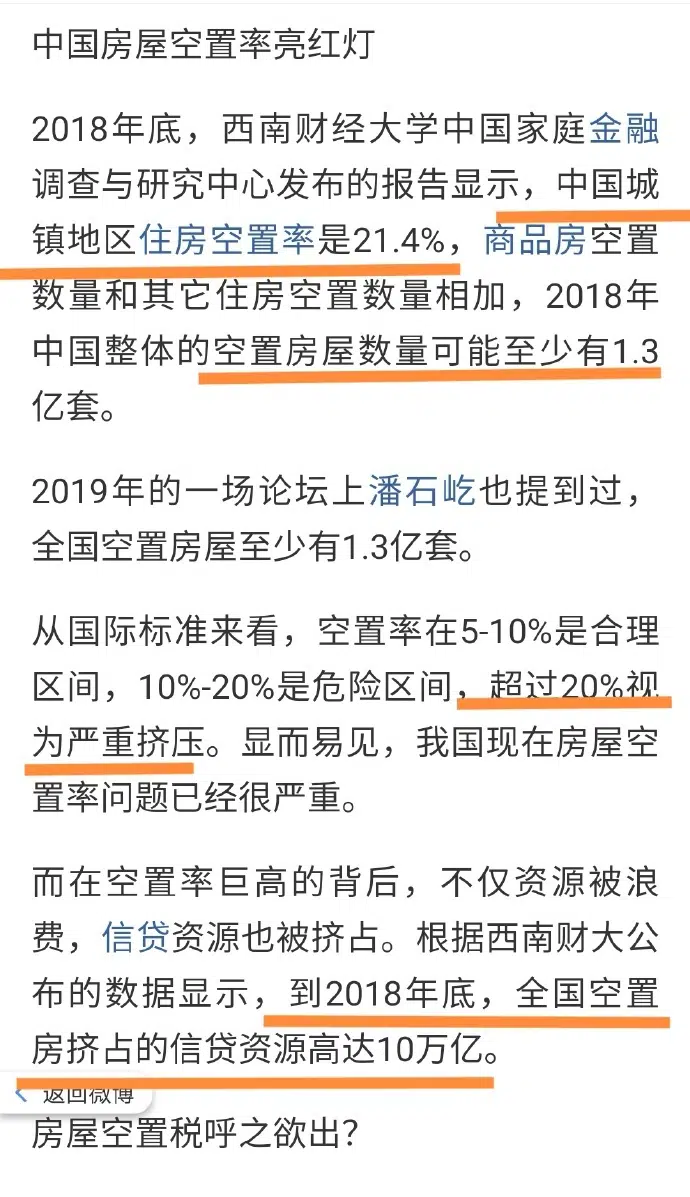 中国房屋空置率亮红灯
2018年底，西南财经大学中国家庭金融
调查与研究中心发布的报告显示，中国城
镇地区住房空置率是21.4%，商品房空置
数量和其它住房空置数量相加，2018年
中国整体的空置房屋数量可能至少有1.3
亿套。
2019年的一场论坛上潘石屹也提到过，
全国空置房屋至少有1.3亿套。
从国际标准来看，空置率在5-10%是合理
区间，10%-20%是危险区间，超过20%视
为严重挤压。显而易见，我国现在房屋空
置率问题已经很严重。
而在空置率巨高的背后，不仅资源被浪
费，信贷资源也被挤占。根据西南财大公
布的数据显示，到2018年底，全国空置
房挤占的信贷资源高达10万亿。
返回微博
房屋空置税呼之欲出？